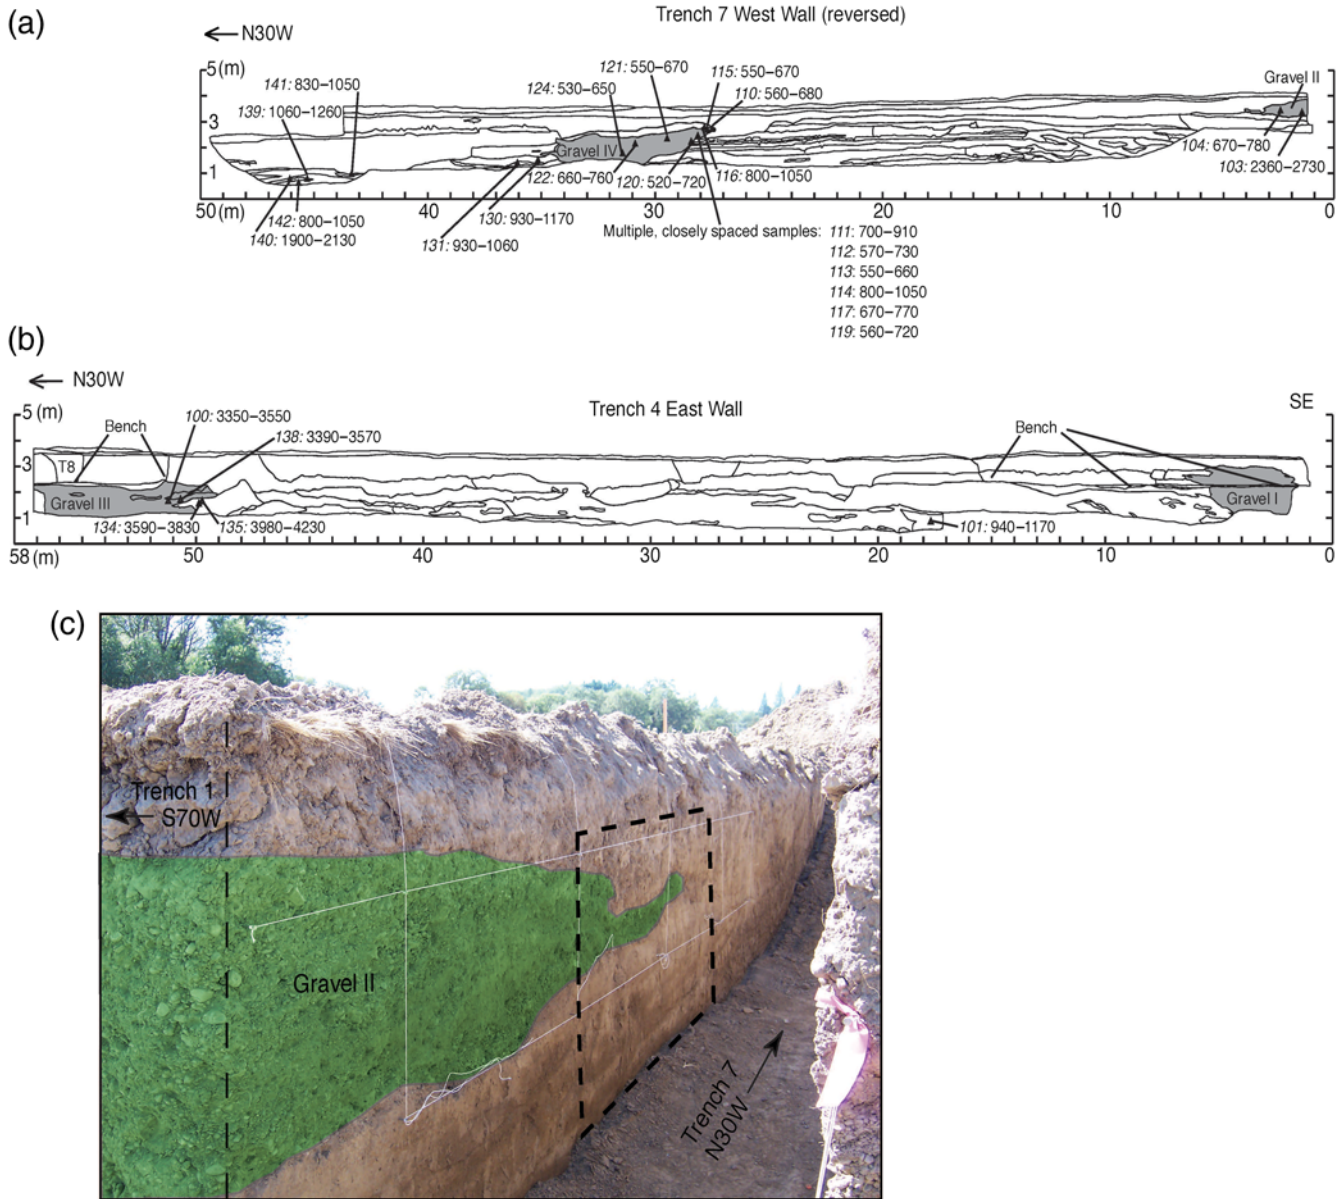 (a)
Trench 7 West Wall (reversed)
N30W
5 (m)
3
1
141: 830–1050
139: 1060–1260
124: 530–650
121: 550–670
115: 550–670
110: 560–680
Gravel II
Gravel IV
104: 670–780
103: 2360–2730
122: 660–760
120: 520–720
116: 800–1050
50 (m) 40 30 20 10 0
142: 800–1050
140: 1900–2130
130: 930–1170
131: 930–1060
Multiple, closely spaced samples: 111: 700–910
112: 570–730
113: 550–660
114: 800–1050
117: 670–770
119: 560–720
(b)
N30W
Trench 4 East Wall
SE
5 (m)
3
1
Bench
100: 3350–3550
138: 3390–3570
Bench
T8
Gravel III
Gravel I
134: 3590–3830
135: 3980–4230
101: 940–1170
58 (m) 50 40 30 20 10 0
(c)
Trench 1
S70W
Gravel II
Trench 7
N30W